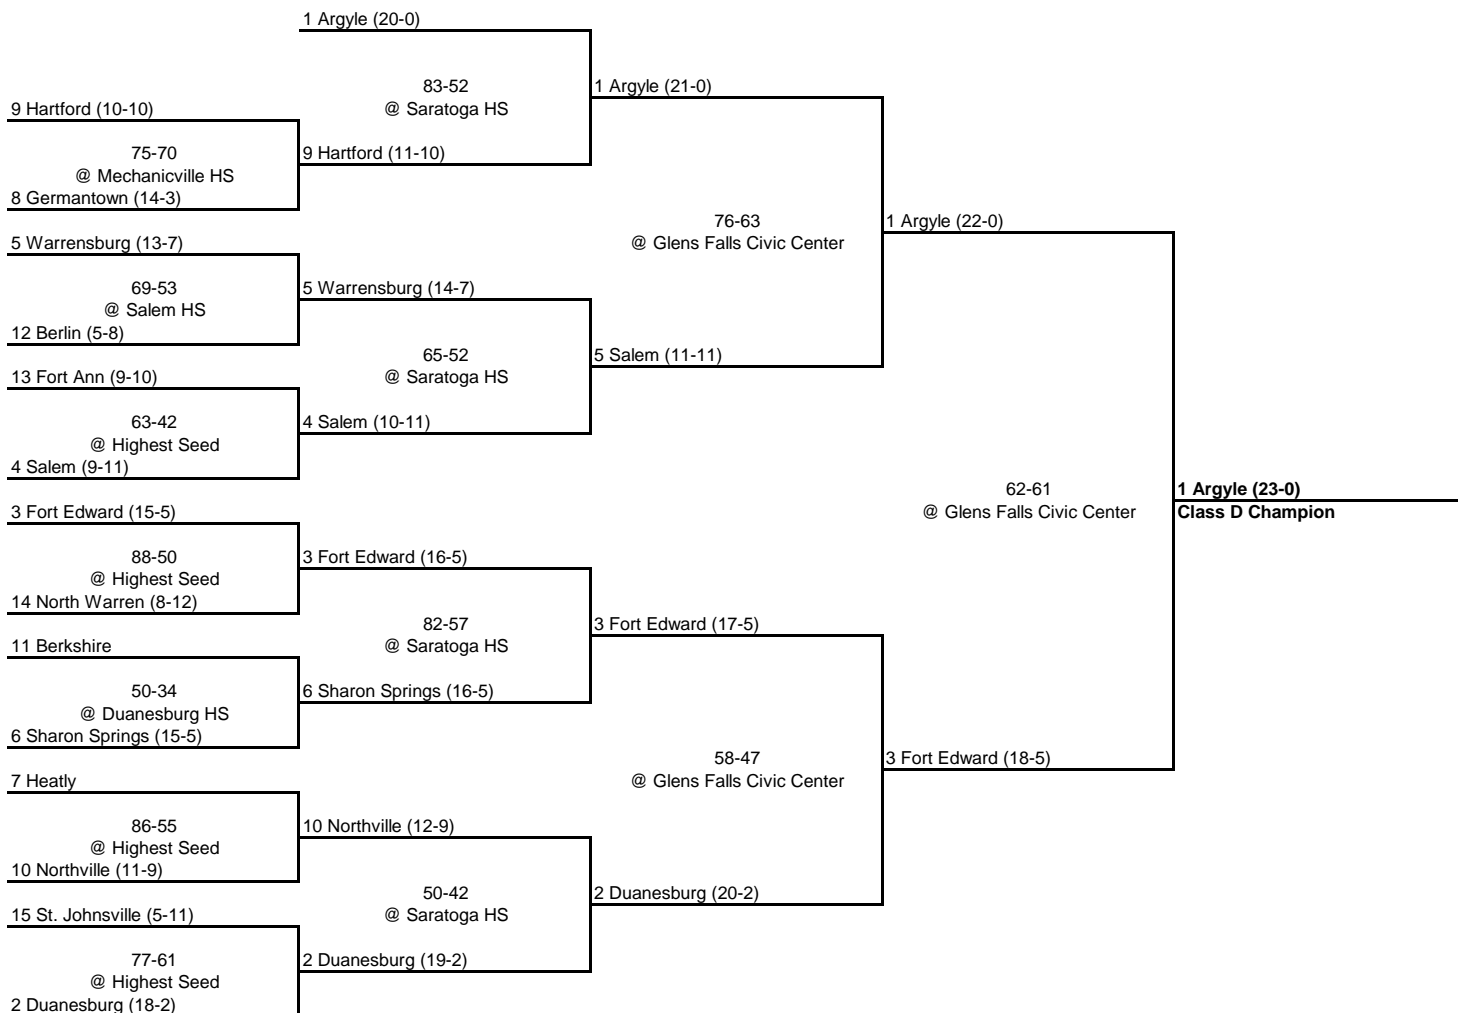 1 Argyle (20-0)
83-52
@ Saratoga HS
1 Argyle (21-0)
9 Hartford (10-10)
75-70
@ Mechanicville HS
9 Hartford (11-10)
8 Germantown (14-3)
76-63
@ Glens Falls Civic Center
1 Argyle (22-0)
5 Warrensburg (13-7)
69-53
@ Salem HS
5 Warrensburg (14-7)
12 Berlin (5-8)
65-52
@ Saratoga HS
5 Salem (11-11)
13 Fort Ann (9-10)
63-42
@ Highest Seed
4 Salem (10-11)
4 Salem (9-11)
62-61
@ Glens Falls Civic Center
1 Argyle (23-0)
Class D Champion
3 Fort Edward (15-5)
88-50
@ Highest Seed
3 Fort Edward (16-5)
14 North Warren (8-12)
82-57
@ Saratoga HS
3 Fort Edward (17-5)
11 Berkshire
50-34
@ Duanesburg HS
6 Sharon Springs (16-5)
6 Sharon Springs (15-5)
58-47
@ Glens Falls Civic Center
3 Fort Edward (18-5)
7 Heatly
86-55
@ Highest Seed
10 Northville (12-9)
10 Northville (11-9)
50-42
@ Saratoga HS
2 Duanesburg (20-2)
15 St. Johnsville (5-11)
77-61
@ Highest Seed
2 Duanesburg (19-2)
2 Duanesburg (18-2)